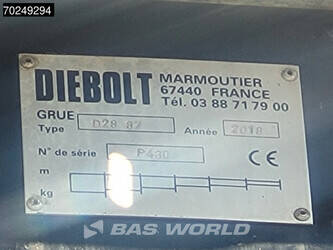 70249294
DIEBOLT MARMOUTIER
67440 FRANCE
Tél. 03 88 71 79 00
GRUE
Type D28.82 Année 2018
N° de série P430 CE
m
kg
BAS WORLD